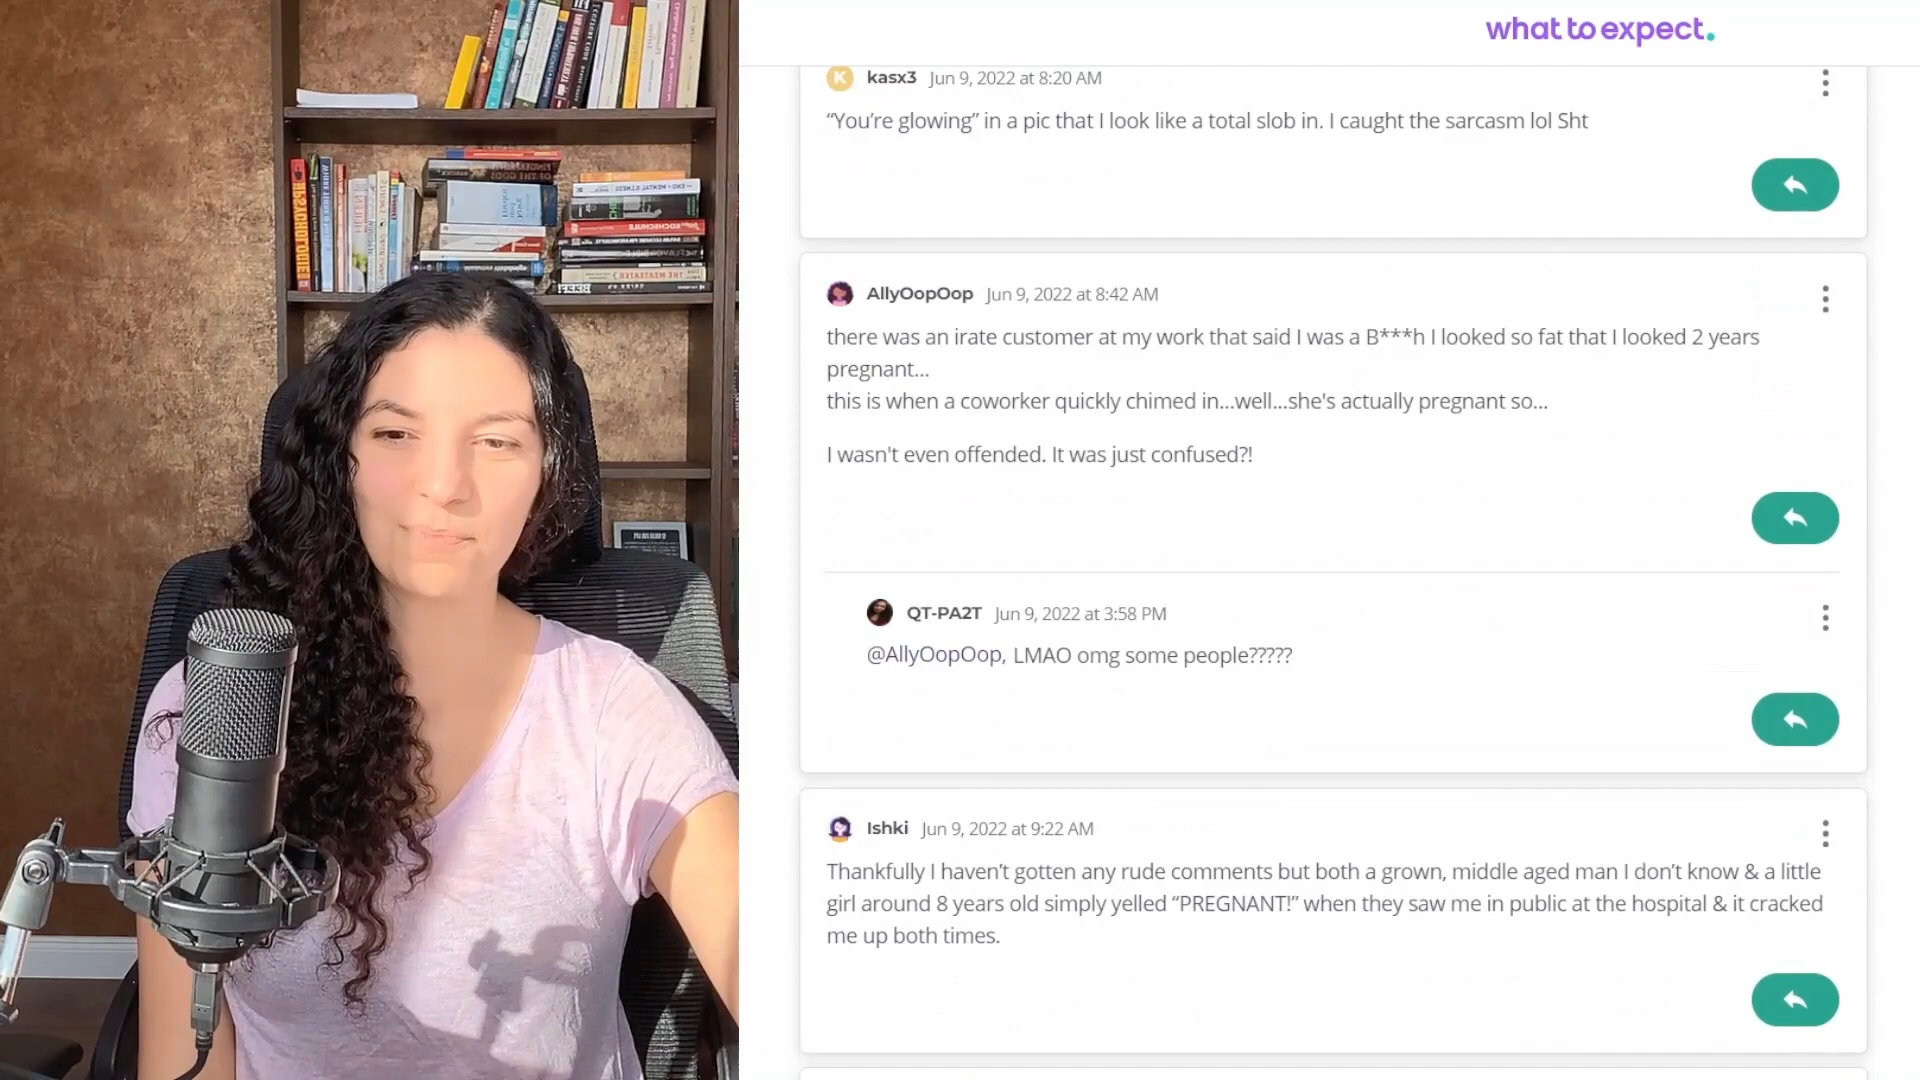 what to expect.
K kasx3 Jun 9, 2022 at 8:20 AM
“You’re glowing” in a pic that I look like a total slob in. I caught the sarcasm lol Sht
AllyOopOop Jun 9, 2022 at 8:42 AM
there was an irate customer at my work that said I was a B***h I looked so fat that I looked 2 years
pregnant...
this is when a coworker quickly chimed in...well...she's actually pregnant so...
I wasn't even offended. It was just confused?!
QT-PA2T Jun 9, 2022 at 3:58 PM
@AllyOopOop, LMAO omg some people?????
Ishki Jun 9, 2022 at 9:22 AM
Thankfully I haven’t gotten any rude comments but both a grown, middle aged man I don’t know & a little
girl around 8 years old simply yelled “PREGNANT!” when they saw me in public at the hospital & it cracked
me up both times.